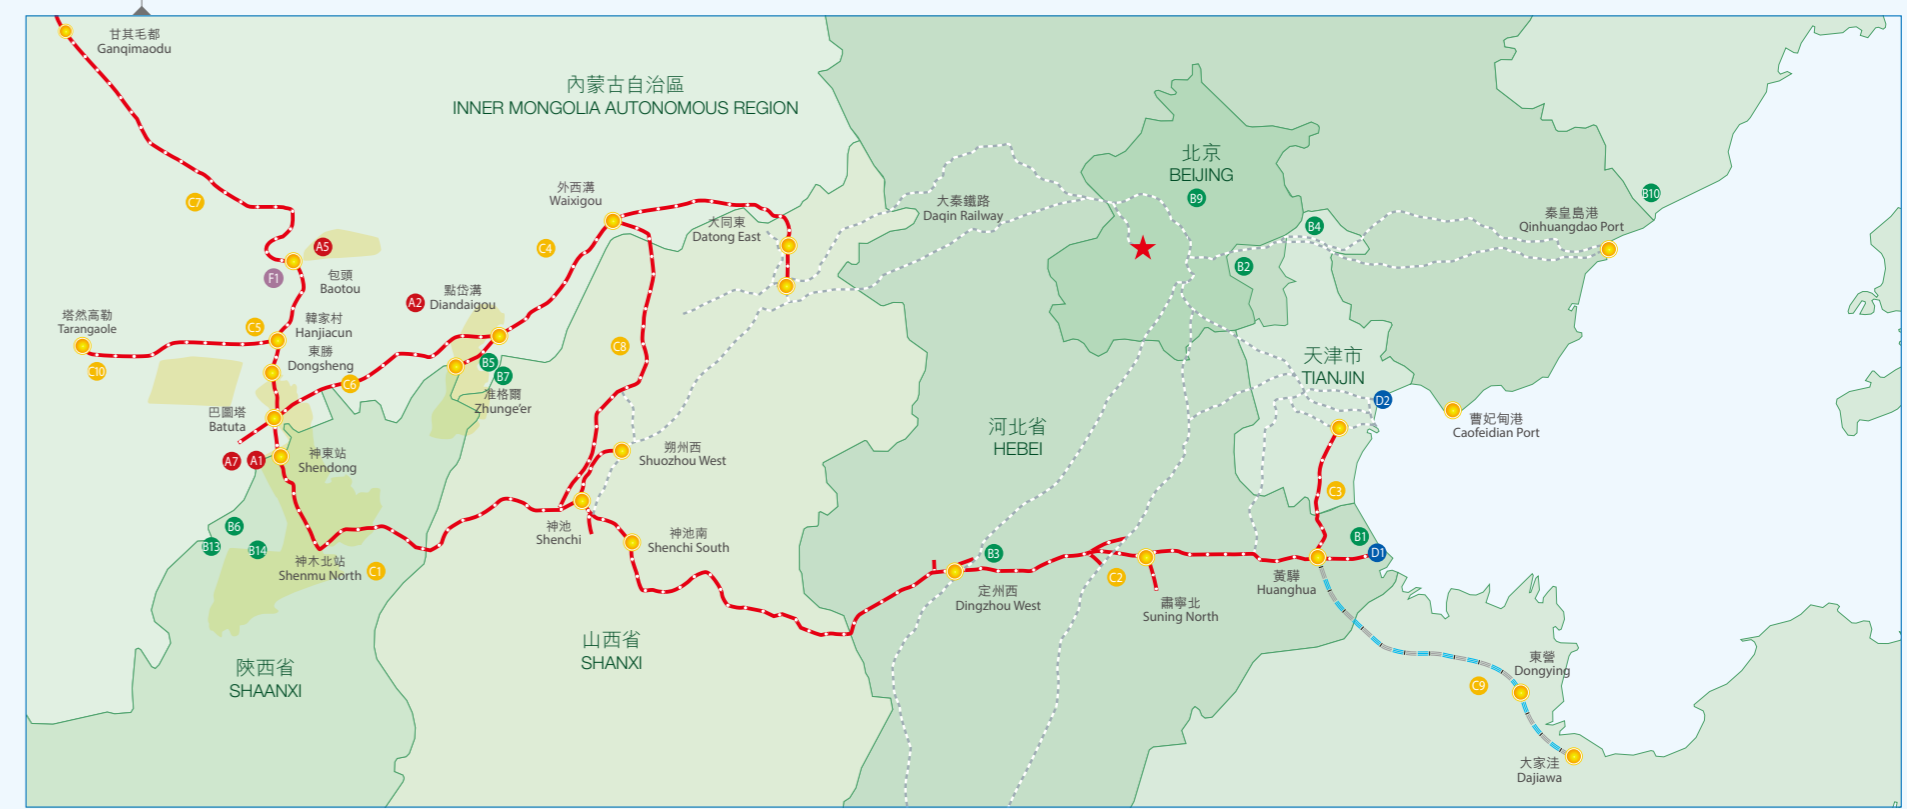 甘其毛都
Ganqimaodu
內蒙古自治區
INNER MONGOLIA AUTONOMOUS REGION
北京
BEIJING
B9
B10
C7
外西溝
Waixigou
大秦鐵路
Daqin Railway
大同東
Datong East
秦皇島港
Qinhuangdao Port
B4
A5
C4
B2
F1
包頭
Baotou
A2
點岱溝
Diandaigou
塔然高勒
Tarangaole
C5
韓家村
Hanjiacun
東勝
Dongsheng
C10
C6
C8
B5
B7
准格爾
Zhunge'er
天津市
TIANJIN
D2
巴圖塔
Batuta
曹妃甸港
Caofeidian Port
河北省
HEBEI
A7
A1
神東站
Shendong
朔州西
Shuozhou West
C3
B6
B13
B14
神池
Shenchi
神池南
Shenchi South
B3
B1
D1
神木北站
Shenmu North
C1
C2
定州西
Dingzhou West
肅寧北
Suning North
黃驊
Huanghua
山西省
SHANXI
陝西省
SHAANXI
東營
Dongying
C9
大家洼
Dajiawa